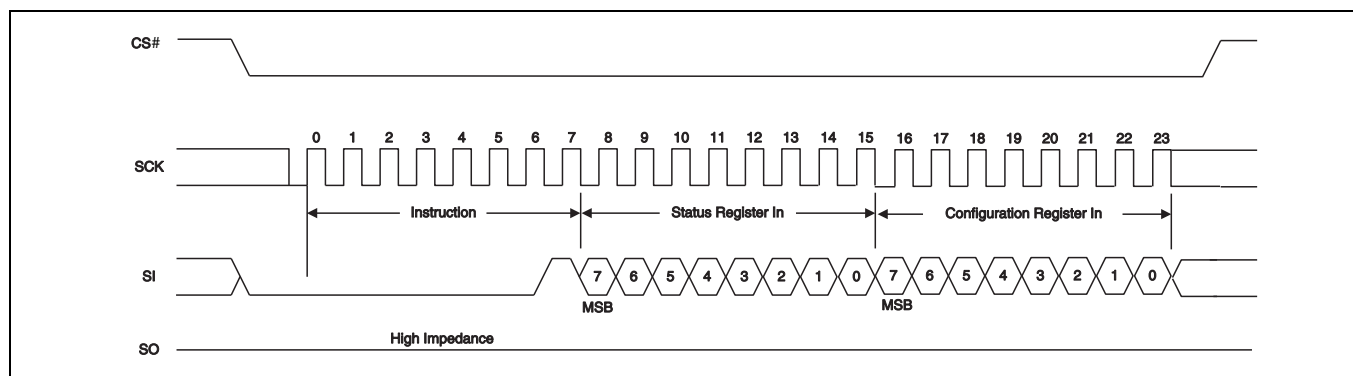 CS#
0 1 2 3 4 5 6 7 8 9 10 11 12 13 14 15 16 17 18 19 20 21 22 23
SCK
Instruction Status Register In Configuration Register In
SI 7 6 5 4 3 2 1 0 7 6 5 4 3 2 1 0
MSB MSB
High Impedance
SO